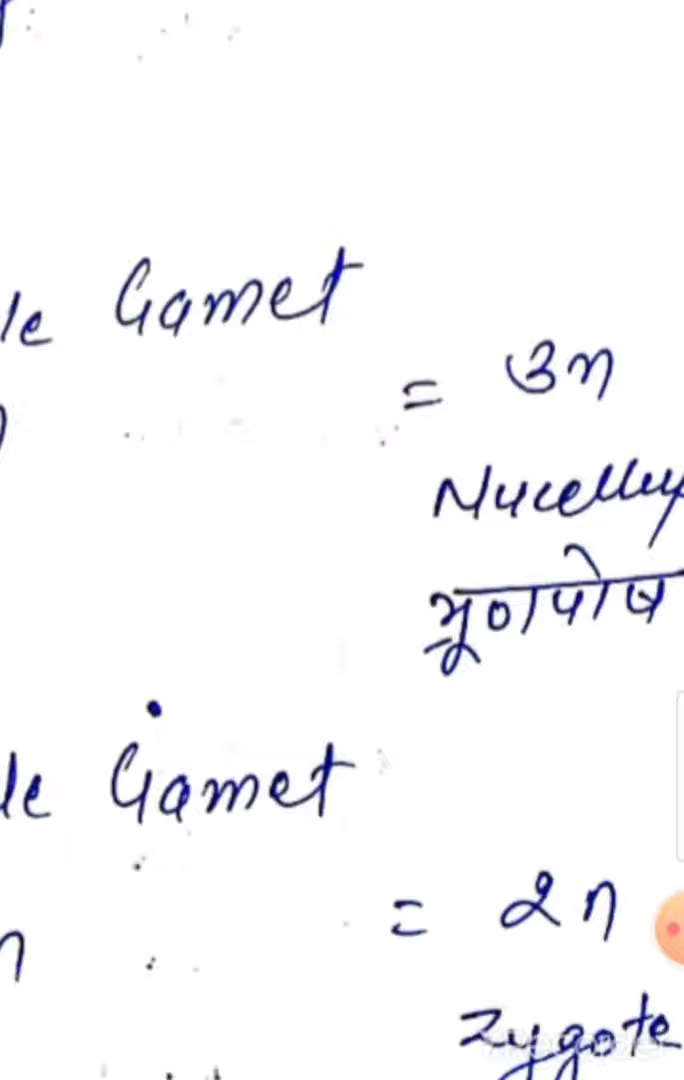 le Gamet
= 3n
Nucellus
भ्रूणपोष
le Gamet
= 2n
n
Zygote